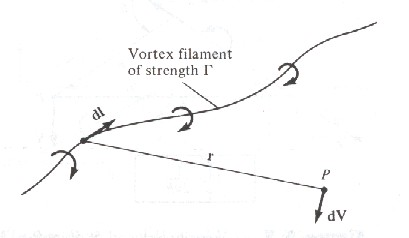 Vortex filament
of strength Γ
dl
r
P
dV